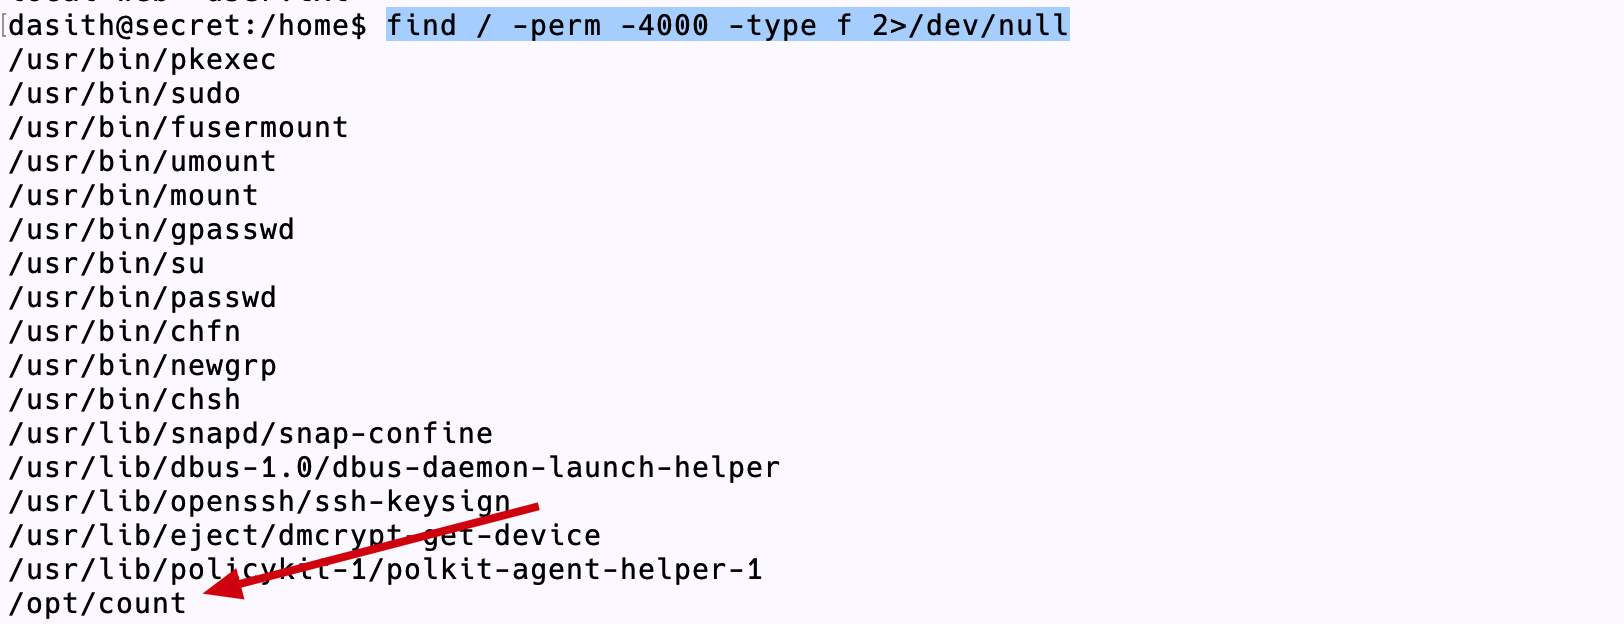 dasith@secret:/home$ find / -perm -4000 -type f 2>/dev/null
/usr/bin/pkexec
/usr/bin/sudo
/usr/bin/fusermount
/usr/bin/umount
/usr/bin/mount
/usr/bin/gpasswd
/usr/bin/su
/usr/bin/passwd
/usr/bin/chfn
/usr/bin/newgrp
/usr/bin/chsh
/usr/lib/snapd/snap-confine
/usr/lib/dbus-1.0/dbus-daemon-launch-helper
/usr/lib/openssh/ssh-keysign
/usr/lib/eject/dmcrypt-get-device
/usr/lib/policykit-1/polkit-agent-helper-1
/opt/count